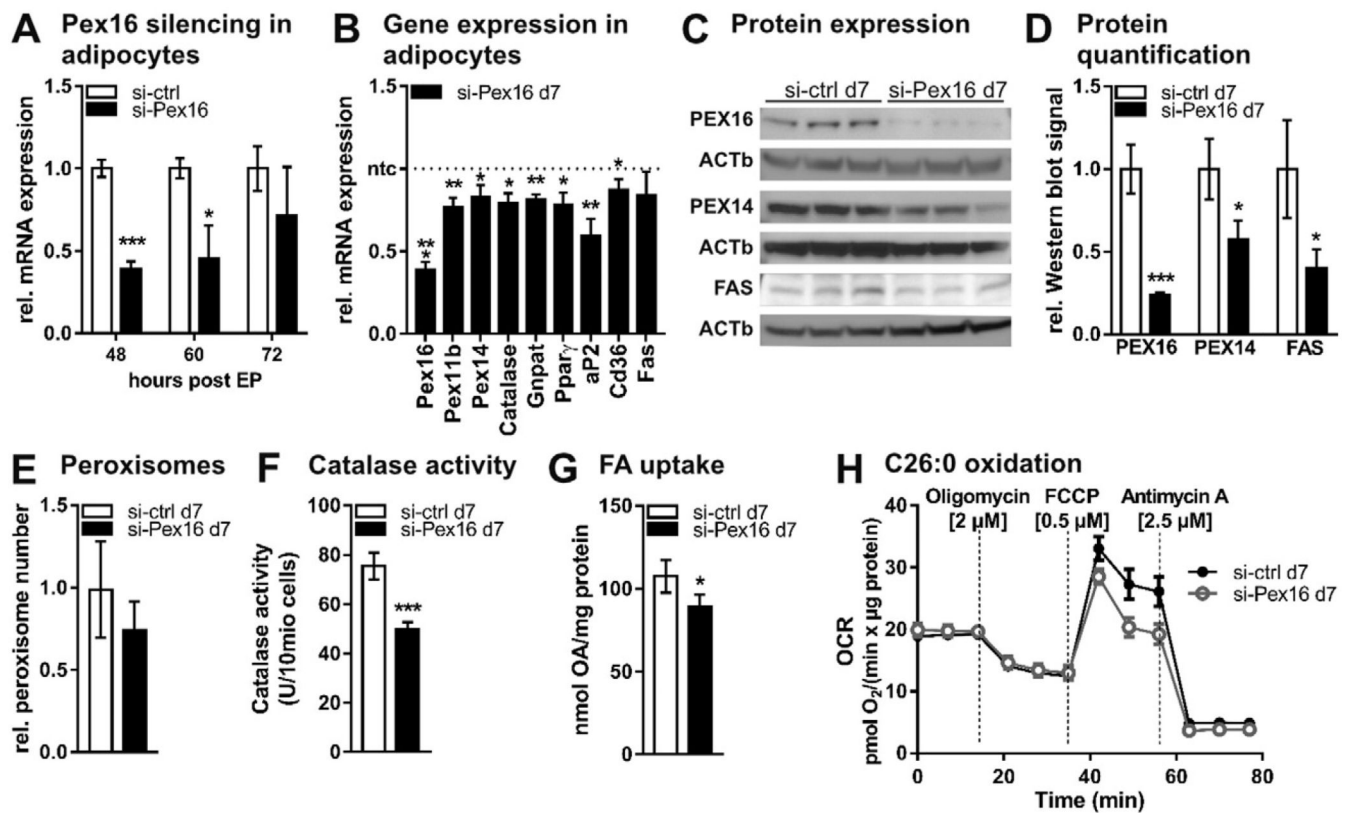 A Pex16 silencing in
adipocytes
si-ctrl
si-Pex16
rel. mRNA expression
1.5
1.0
0.5
0.0
***
*
48 60 72
hours post EP
B Gene expression in
adipocytes
si-Pex16 d7
rel. mRNA expression
1.5
ntc
0.5
0.0
**
*
** * * ** * ** *
Pex16
Pex11b
Pex14
Catalase
Gnpat
Pparγ
aP2
Cd36
Fas
C Protein expression
si-ctrl d7 si-Pex16 d7
PEX16
ACTb
PEX14
ACTb
FAS
ACTb
D Protein
quantification
si-ctrl d7
si-Pex16 d7
rel. Western blot signal
1.5
1.0
0.5
0.0
*** * *
PEX16 PEX14 FAS
E Peroxisomes
si-ctrl d7
si-Pex16 d7
rel. peroxisome number
1.5
1.0
0.5
0.0
F Catalase activity
si-ctrl d7
si-Pex16 d7
Catalase activity
(U/10mio cells)
100
80
60
40
20
0
***
G FA uptake
si-ctrl d7
si-Pex16 d7
nmol OA/mg protein
150
100
50
0
*
H C26:0 oxidation
Oligomycin FCCP Antimycin A
[2 µM] [0.5 µM] [2.5 µM]
si-ctrl d7
si-Pex16 d7
OCR
pmol O₂/(min x µg protein)
40
30
20
10
0
0 20 40 60 80
Time (min)